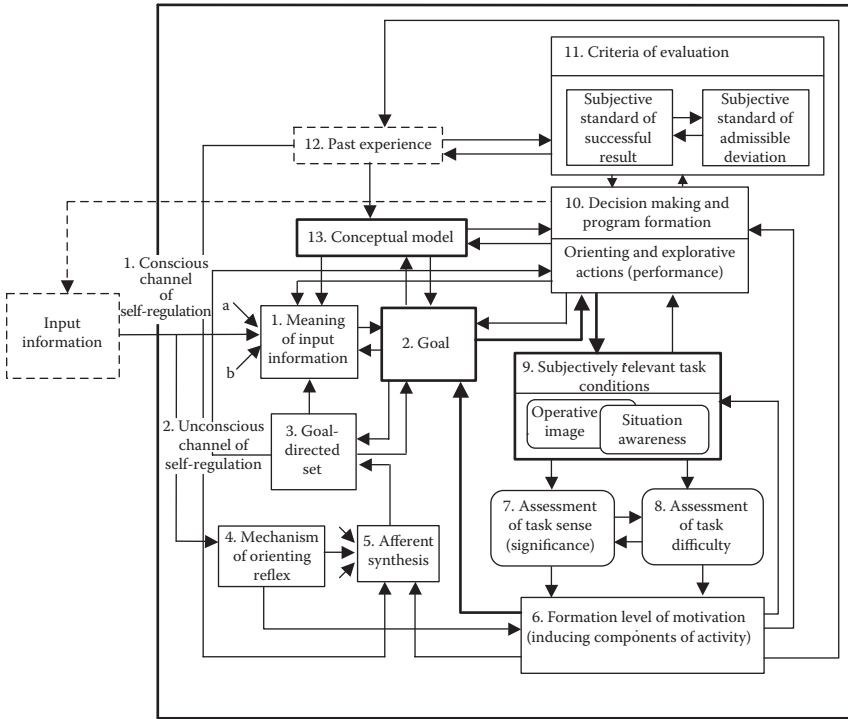 11. Criteria of evaluation
Subjective
standard of
successful
result
Subjective
standard of
admissible
deviation
12. Past experience
10. Decision making and
program formation
Orienting and explorative
actions (performance)
13. Conceptual model
1. Conscious
channel
of
self-regulation
Input
information
a
b
1. Meaning
of input
information
2. Goal
9. Subjectively relevant task
conditions
Operative
image
Situation
awareness
2. Unconscious
channel of
self-regulation
3. Goal-
directed
set
7. Assessment
of task sense
(significance)
8. Assessment
of task
difficulty
4. Mechanism
of orienting
reflex
5. Afferent
synthesis
6. Formation level of motivation
(inducing components of activity)